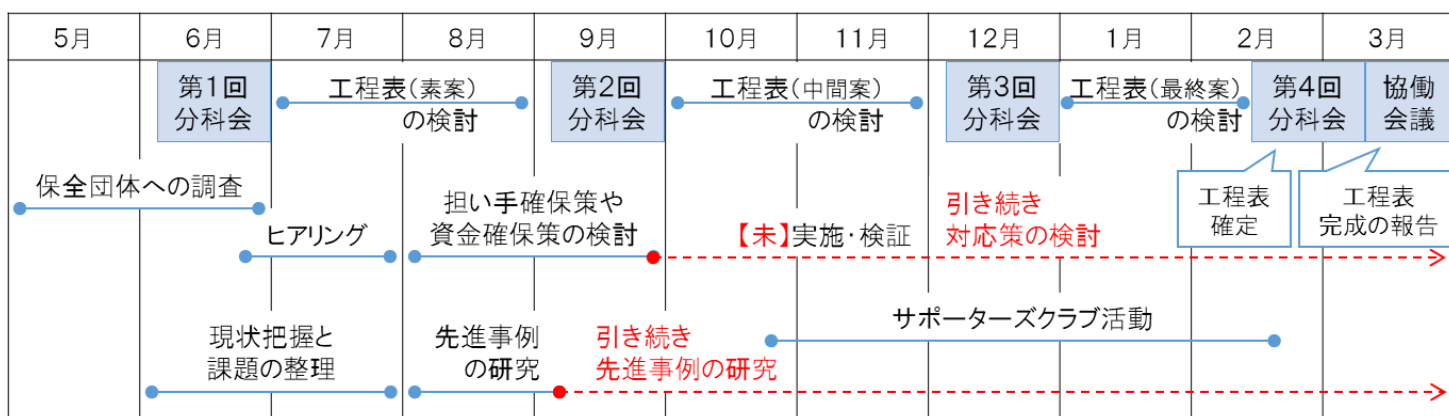 5月 6月 7月 8月 9月 10月 11月 12月 1月 2月 3月
第1回
分科会
工程表(素案)
の検討
第2回
分科会
工程表(中間案)
の検討
第3回
分科会
工程表(最終案)
の検討
第4回
分科会
協働
会議
保全団体への調査
ヒアリング
担い手確保策や
資金確保策の検討
【未】実施・検証
引き続き
対応策の検討
工程表
確定
工程表
完成の報告
現状把握と
課題の整理
先進事例
の研究
引き続き
先進事例の研究
サポーターズクラブ活動